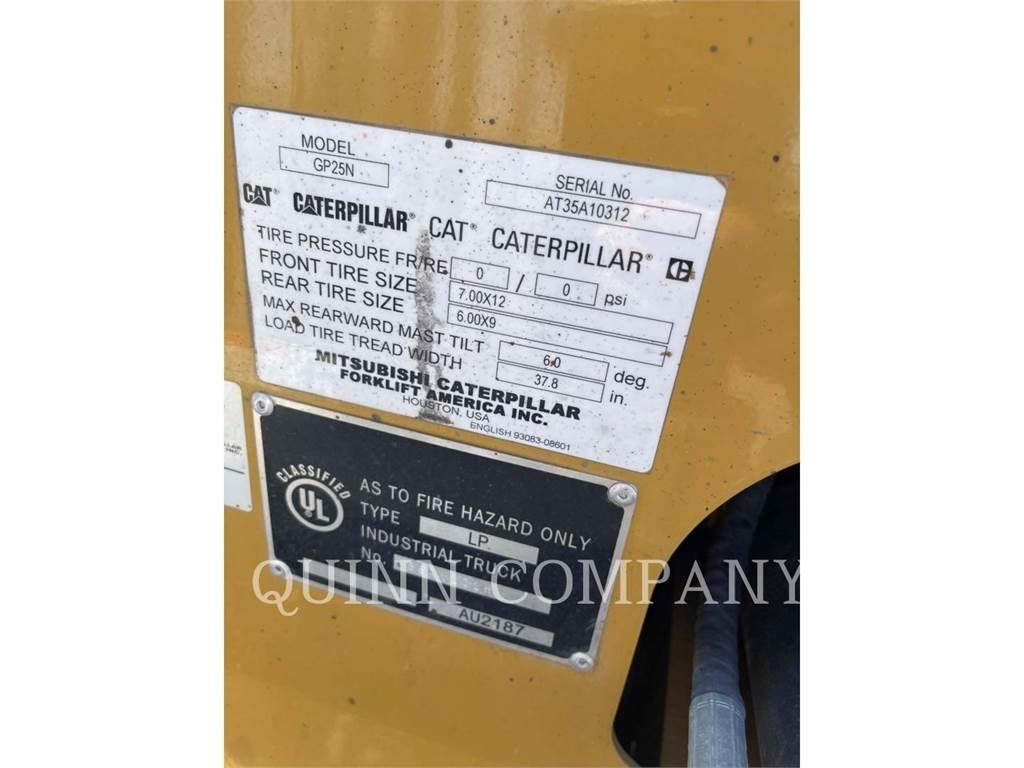 MODEL
GP25N
SERIAL No.
AT35A10312
CAT® CATERPILLAR® CAT® CATERPILLAR®
TIRE PRESSURE FR/RE 0 / 0 psi
FRONT TIRE SIZE 7.00X12
REAR TIRE SIZE 6.00X9
MAX REARWARD MAST TILT 6.0 deg.
LOAD TIRE TREAD WIDTH 37.8 in.
MITSUBISHI CATERPILLAR
FORKLIFT AMERICA INC.
HOUSTON, USA
ENGLISH 93083-08601
CLASSIFIED
UL®
AS TO FIRE HAZARD ONLY
TYPE LP
INDUSTRIAL TRUCK
No.
AU2187
QUINN COMPANY